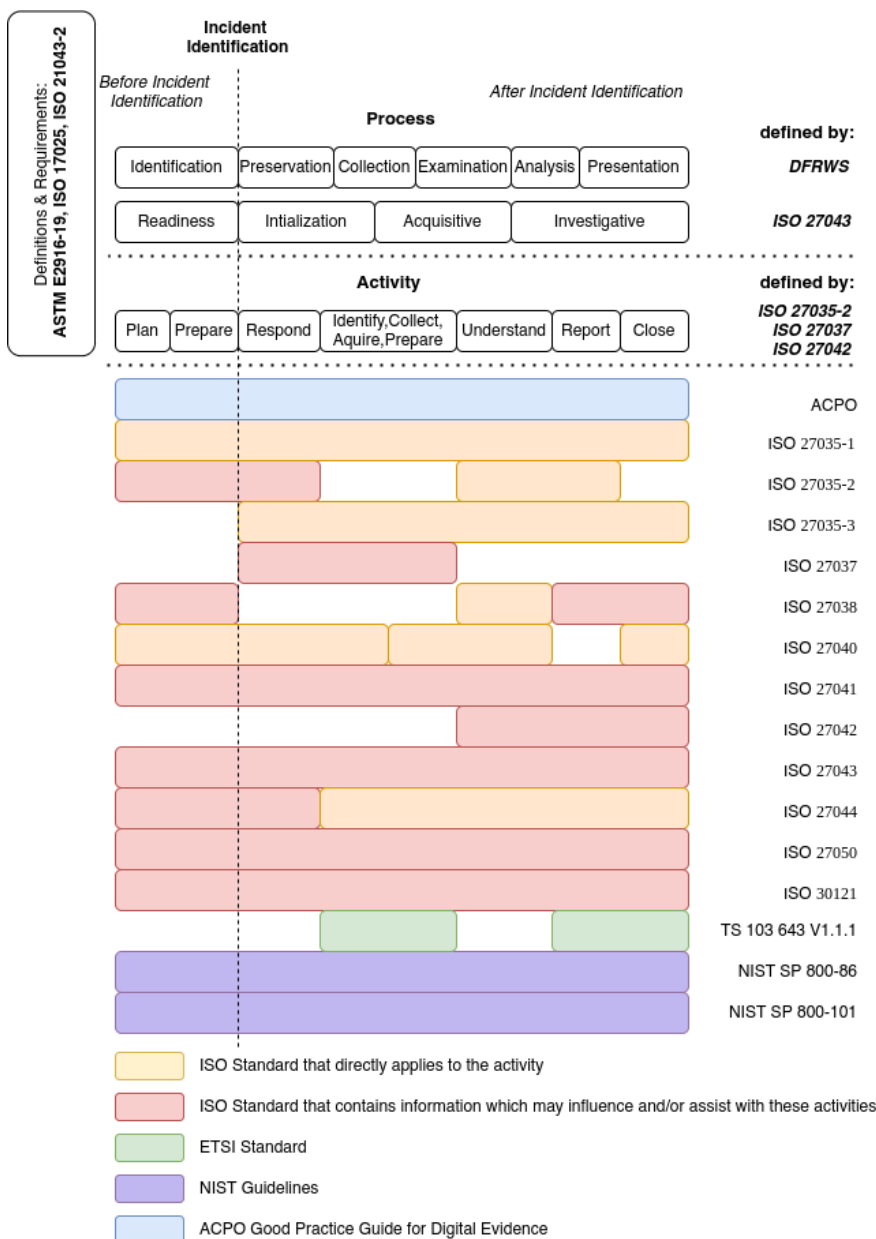 Definitions & Requirements:
ASTM E2916-19, ISO 17025, ISO 21043-2
Incident
Identification
Before Incident
Identification
After Incident Identification
Process
defined by:
Identification
Preservation
Collection
Examination
Analysis
Presentation
DFRWS
Readiness
Intialization
Acquisitive
Investigative
ISO 27043
Activity
defined by:
Plan
Prepare
Respond
Identify,Collect,
Aquire,Prepare
Understand
Report
Close
ISO 27035-2
ISO 27037
ISO 27042
ACPO
ISO 27035-1
ISO 27035-2
ISO 27035-3
ISO 27037
ISO 27038
ISO 27040
ISO 27041
ISO 27042
ISO 27043
ISO 27044
ISO 27050
ISO 30121
TS 103 643 V1.1.1
NIST SP 800-86
NIST SP 800-101
ISO Standard that directly applies to the activity
ISO Standard that contains information which may influence and/or assist with these activities
ETSI Standard
NIST Guidelines
ACPO Good Practice Guide for Digital Evidence